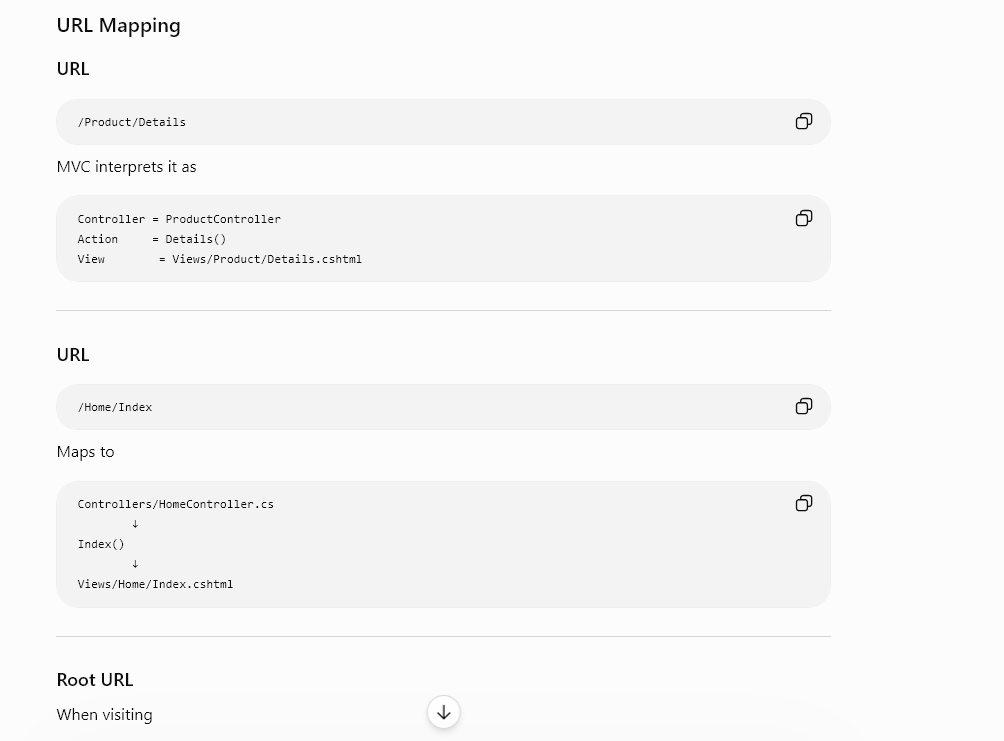 URL Mapping
URL
/Product/Details
MVC interprets it as
Controller = ProductController
Action     = Details()
View        = Views/Product/Details.cshtml
URL
/Home/Index
Maps to
Controllers/HomeController.cs
↓
Index()
↓
Views/Home/Index.cshtml
Root URL
When visiting